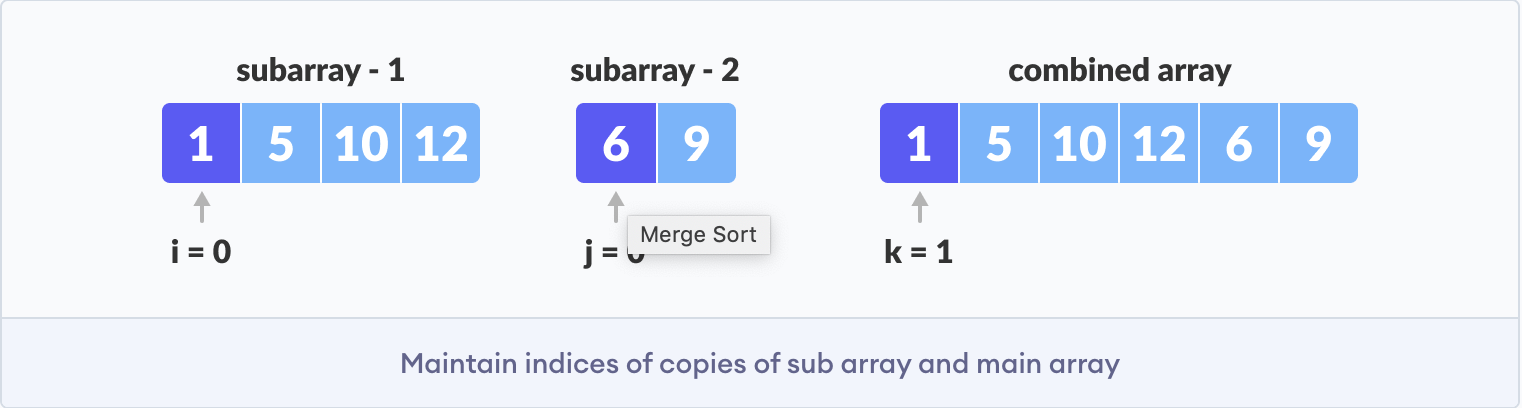 subarray - 1
subarray - 2
combined array
1 5 10 12
6 9
1 5 10 12 6 9
i = 0
j =
k = 1
Merge Sort
Maintain indices of copies of sub array and main array